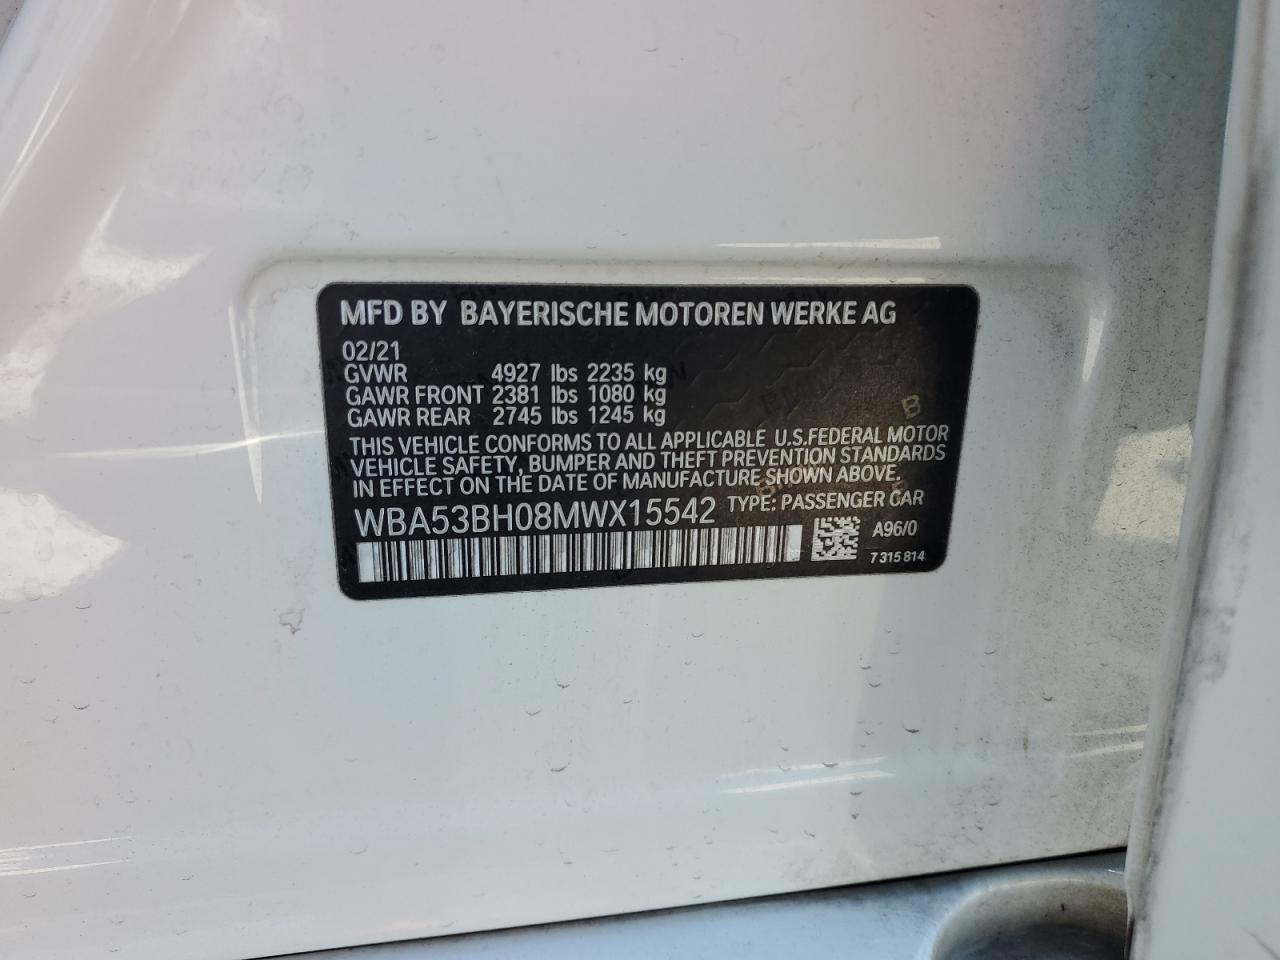 MFD BY BAYERISCHE MOTOREN WERKE AG
02/21
GVWR 4927 lbs 2235 kg
GAWR FRONT 2381 lbs 1080 kg
GAWR REAR 2745 lbs 1245 kg
THIS VEHICLE CONFORMS TO ALL APPLICABLE U.S.FEDERAL MOTOR
VEHICLE SAFETY, BUMPER AND THEFT PREVENTION STANDARDS
IN EFFECT ON THE DATE OF MANUFACTURE SHOWN ABOVE.
WBA53BH08MWX15542 TYPE: PASSENGER CAR
A96/0
7 315 814